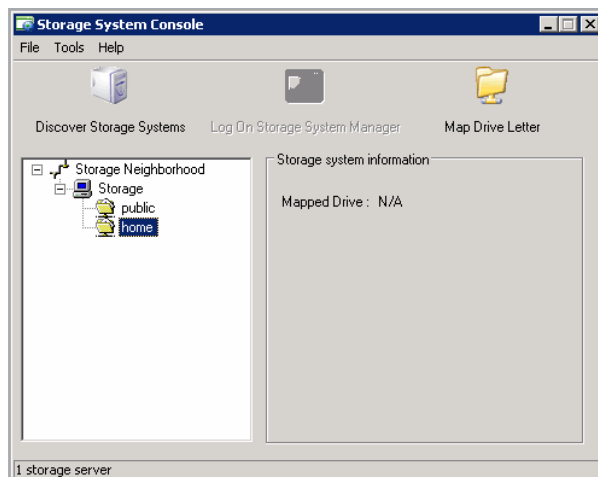 Storage System Console
File Tools Help
Discover Storage Systems Log On Storage System Manager Map Drive Letter
Storage Neighborhood
Storage
public
home
Storage system information
Mapped Drive : N/A
1 storage server